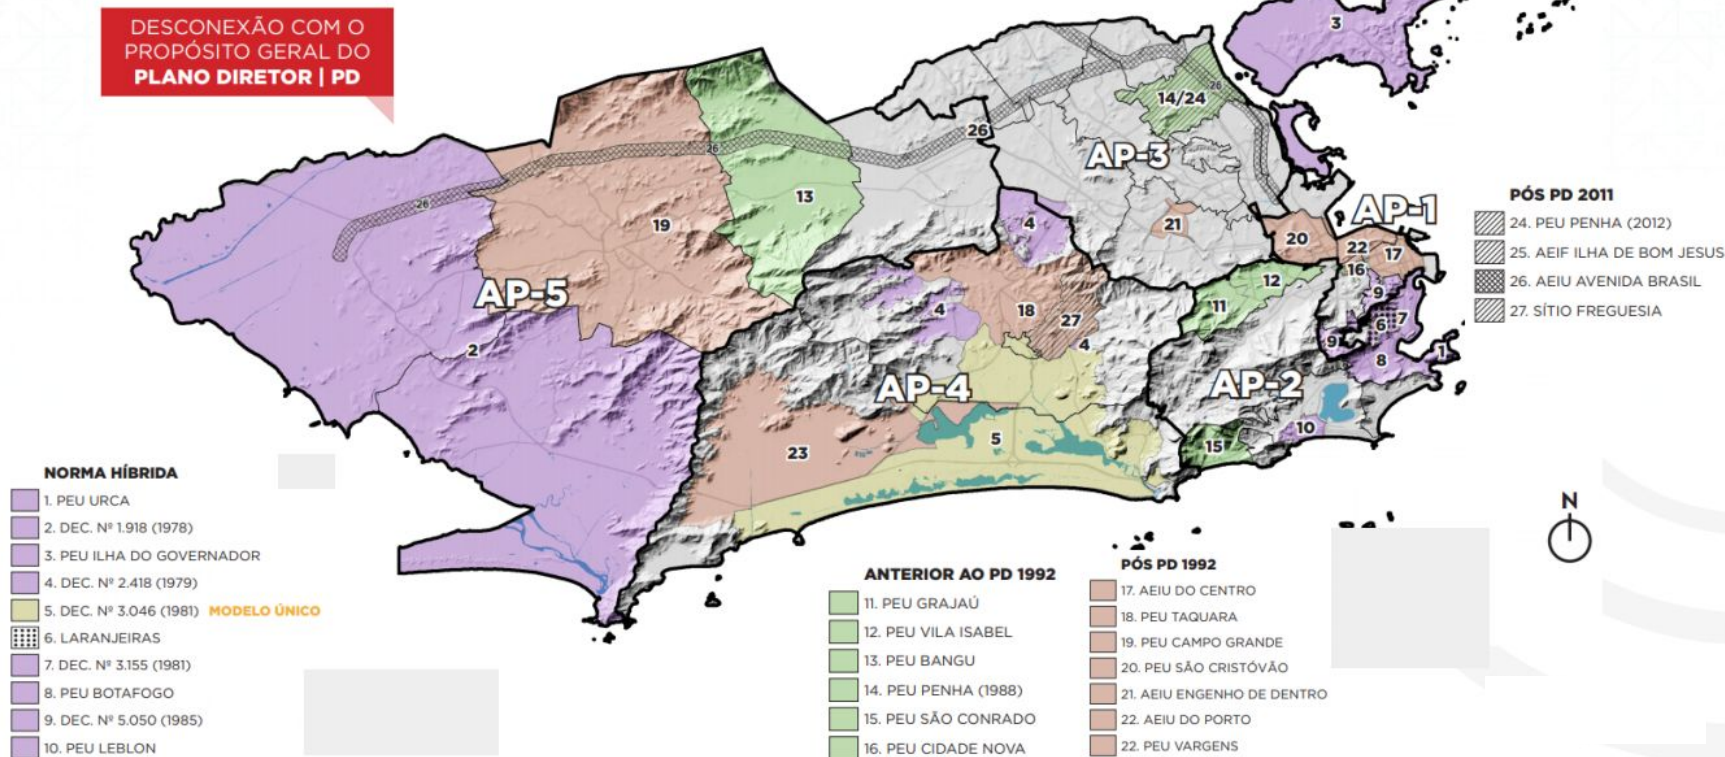 DESCONEXÃO COM O
PROPÓSITO GERAL DO
PLANO DIRETOR | PD
3
14/24
26
26
26
26
AP-3
13
19
4
21
20
AP-1
22
17
16
9
12
11
AP-5
4
18
27
4
6
7
9
8
1
2
AP-4
AP-2
10
5
15
23
PÓS PD 2011
24. PEU PENHA (2012)
25. AEIF ILHA DE BOM JESUS
26. AEIU AVENIDA BRASIL
27. SÍTIO FREGUESIA
N
NORMA HÍBRIDA
1. PEU URCA
2. DEC. Nº 1.918 (1978)
3. PEU ILHA DO GOVERNADOR
4. DEC. Nº 2.418 (1979)
5. DEC. Nº 3.046 (1981) MODELO ÚNICO
6. LARANJEIRAS
7. DEC. Nº 3.155 (1981)
8. PEU BOTAFOGO
9. DEC. Nº 5.050 (1985)
10. PEU LEBLON
ANTERIOR AO PD 1992
11. PEU GRAJAÚ
12. PEU VILA ISABEL
13. PEU BANGU
14. PEU PENHA (1988)
15. PEU SÃO CONRADO
16. PEU CIDADE NOVA
PÓS PD 1992
17. AEIU DO CENTRO
18. PEU TAQUARA
19. PEU CAMPO GRANDE
20. PEU SÃO CRISTÓVÃO
21. AEIU ENGENHO DE DENTRO
22. AEIU DO PORTO
22. PEU VARGENS